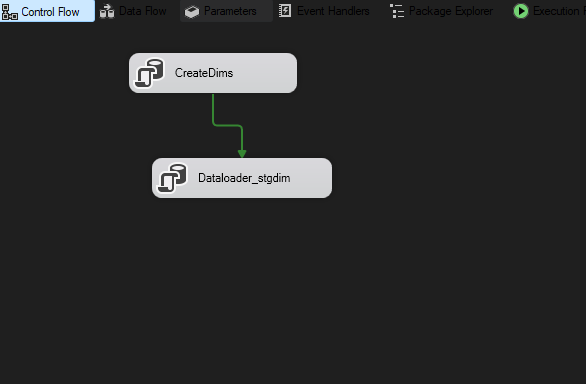 Control Flow
Data Flow
Parameters
Event Handlers
Package Explorer
Execution
CreateDims
Dataloader_stgdim